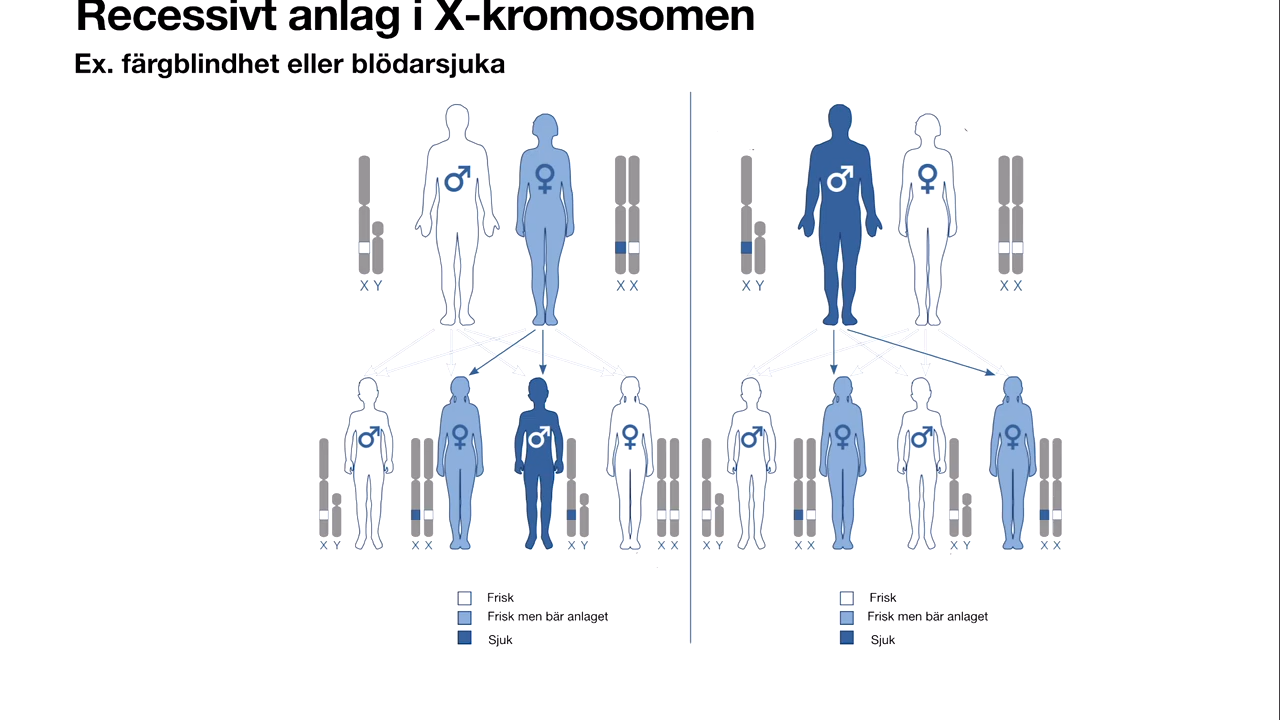 Recessivt anlag i X-kromosomen
Ex. färgblindhet eller blödarsjuka
♂ ♀ ♂ ♀
X Y X X X Y X X
♂ ♀ ♂ ♀ ♂ ♀ ♂ ♀
X Y X X X Y X X X Y X X X Y X X
Frisk
Frisk men bär anlaget
Sjuk
Frisk
Frisk men bär anlaget
Sjuk